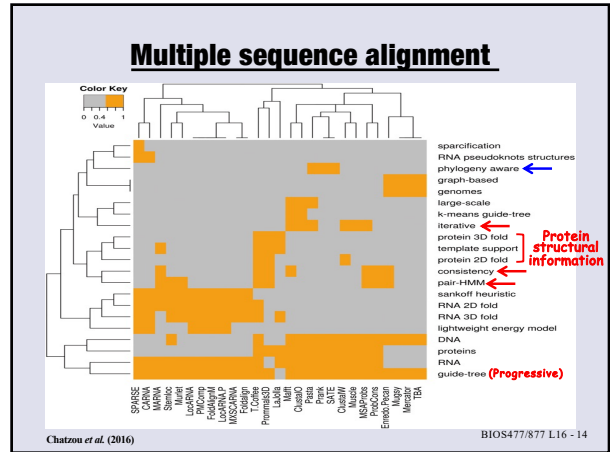 Multiple sequence alignment
Color Key
0 0.4 1
Value
sparcification
RNA pseudoknots structures
phylogeny aware
graph-based
genomes
large-scale
k-means guide-tree
iterative
protein 3D fold
template support
protein 2D fold
Protein
structural
information
consistency
pair-HMM
sankoff heuristic
RNA 2D fold
RNA 3D fold
lightweight energy model
DNA
proteins
RNA
guide-tree (Progressive)
SPARSE
CARNA
MARNA
Stemloc
Murlet
LocARNA
PMComp
FoldAlignM
LocARNA.P
MXSCARNA
Foldalign
T.Coffee
Prommals3D
LaJolla
Mafft
ClustalO
Pasta
Prank
SATE
ClustalW
Muscle
MSAProbs
ProbCons
Enredo.Pecan
Mugsy
Mercator
TBA
Chatzou et al. (2016)
BIOS477/877 L16 - 14